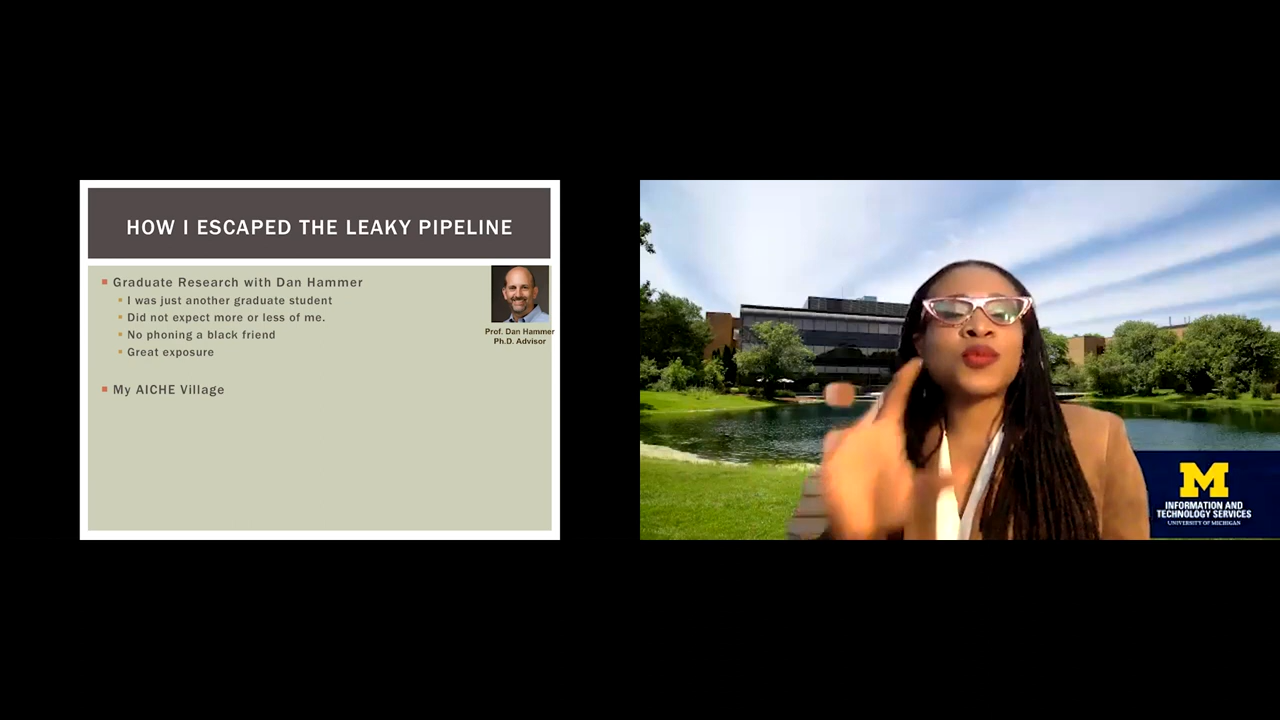 HOW I ESCAPED THE LEAKY PIPELINE
Graduate Research with Dan Hammer
I was just another graduate student
Did not expect more or less of me.
No phoning a black friend
Great exposure
My AICHE Village
Prof. Dan Hammer
Ph.D. Advisor
M
INFORMATION AND
TECHNOLOGY SERVICES
UNIVERSITY OF MICHIGAN